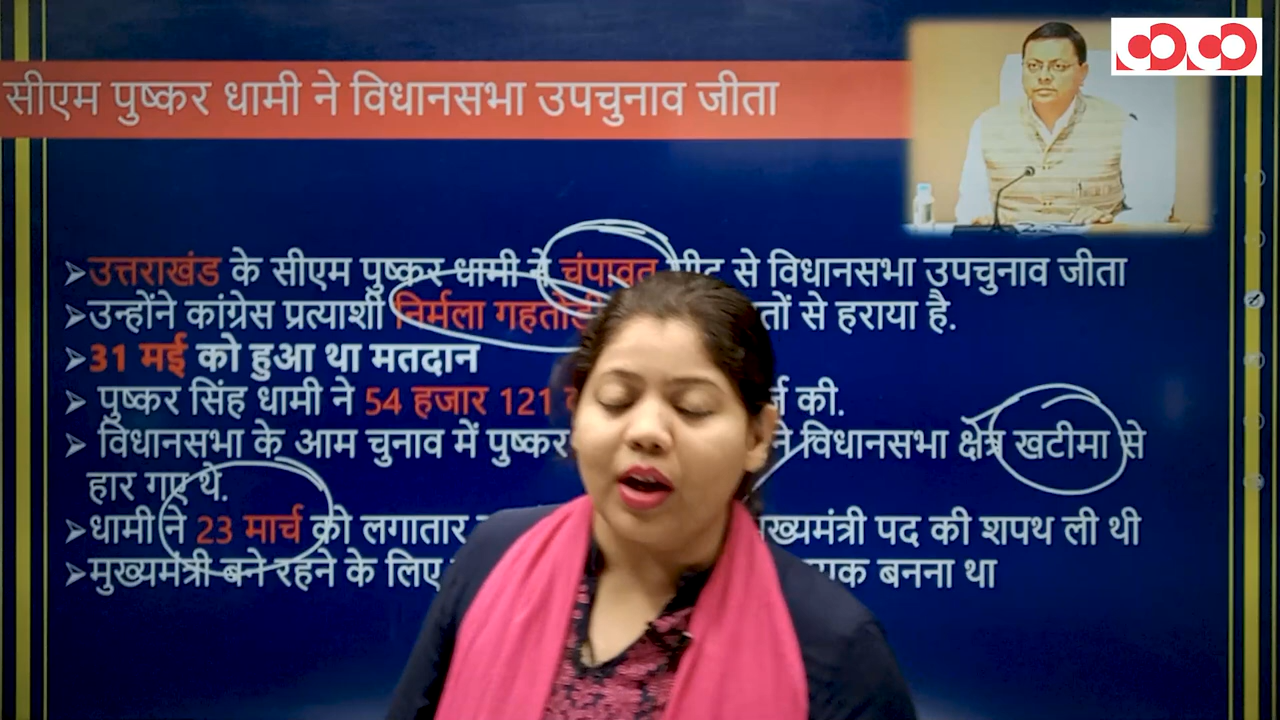 सीएम पुष्कर धामी ने विधानसभा उपचुनाव जीता
➤उत्तराखंड के सीएम पुष्कर धामी ने चंपावत सीट से विधानसभा उपचुनाव जीता
➤उन्होंने कांग्रेस प्रत्याशी निर्मला गहतोड़ी से हराया है.
➤31 मई को हुआ था मतदान
➤ पुष्कर सिंह धामी ने 54 हजार 121 की.
➤ विधानसभा के आम चुनाव में पुष्कर विधानसभा क्षेत्र खटीमा से
हार गए थे.
➤धामी ने 23 मार्च को लगातार मुख्यमंत्री पद की शपथ ली थी
➤मुख्यमंत्री बने रहने के लिए बनना था